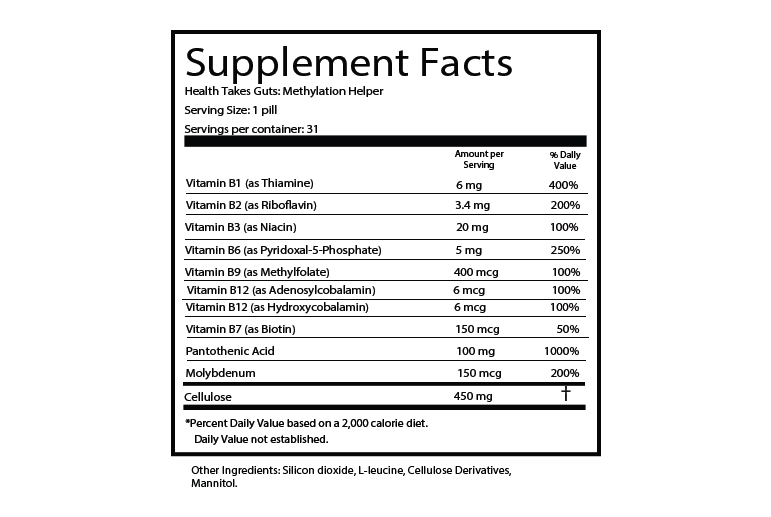 Supplement Facts
Health Takes Guts: Methylation Helper
Serving Size: 1 pill
Servings per container: 31
Amount per Serving % Daily Value
Vitamin B1 (as Thiamine) 6 mg 400%
Vitamin B2 (as Riboflavin) 3.4 mg 200%
Vitamin B3 (as Niacin) 20 mg 100%
Vitamin B6 (as Pyridoxal-5-Phosphate) 5 mg 250%
Vitamin B9 (as Methylfolate) 400 mcg 100%
Vitamin B12 (as Adenosylcobalamin) 6 mcg 100%
Vitamin B12 (as Hydroxycobalamin) 6 mcg 100%
Vitamin B7 (as Biotin) 150 mcg 50%
Pantothenic Acid 100 mg 1000%
Molybdenum 150 mcg 200%
Cellulose 450 mg †
*Percent Daily Value based on a 2,000 calorie diet.
Daily Value not established.
Other Ingredients: Silicon dioxide, L-leucine, Cellulose Derivatives,
Mannitol.